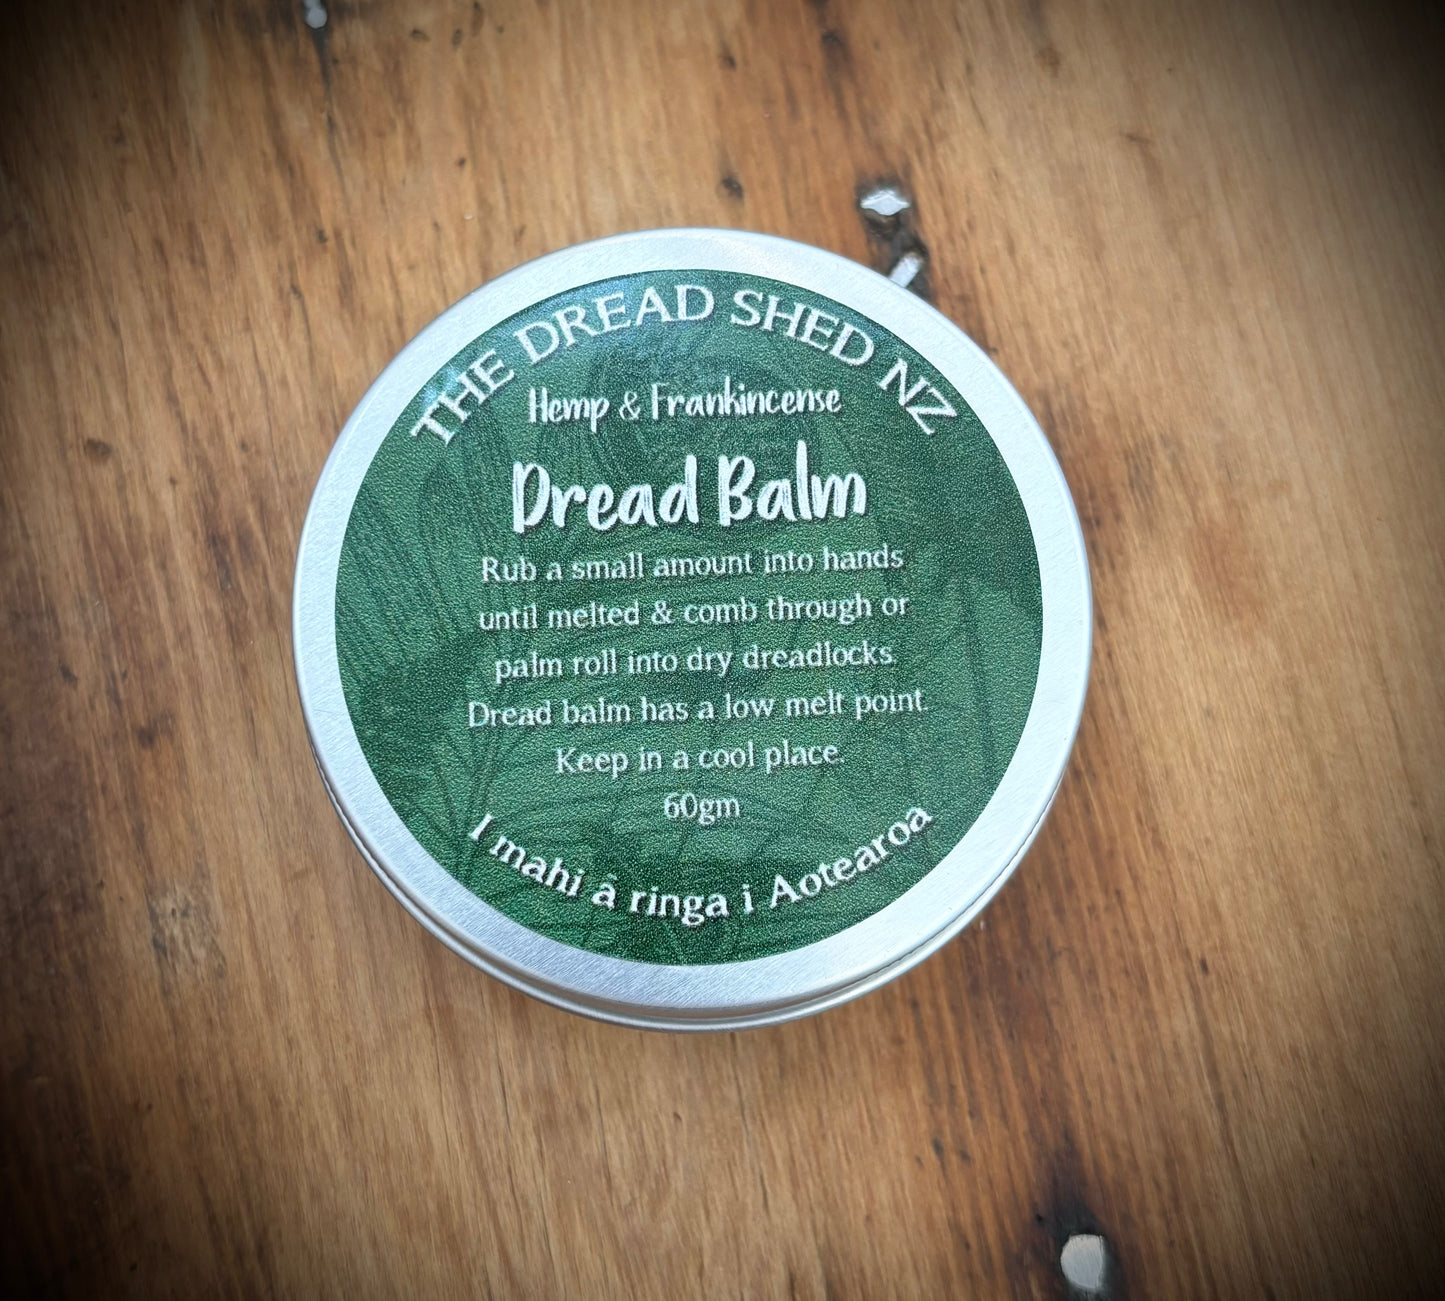 THE DREAD SHED NZ
Hemp & Frankincense
Dread Balm
Rub a small amount into hands
until melted & comb through or
palm roll into dry dreadlocks.
Dread balm has a low melt point.
Keep in a cool place.
60gm
I mahi ā ringa i Aotearoa